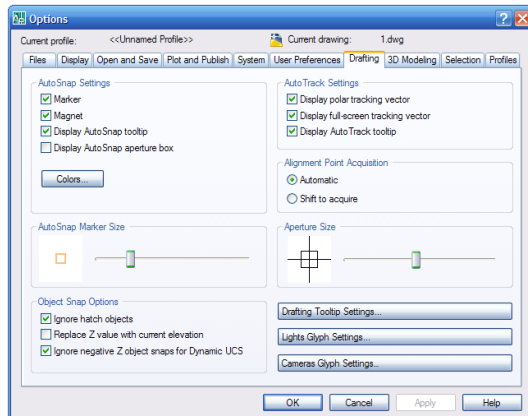 Options
Current profile: <<Unnamed Profile>> Current drawing: 1.dwg
Files Display Open and Save Plot and Publish System User Preferences Drafting 3D Modeling Selection Profiles
AutoSnap Settings
Marker
Magnet
Display AutoSnap tooltip
Display AutoSnap aperture box
Colors...
AutoTrack Settings
Display polar tracking vector
Display full-screen tracking vector
Display AutoTrack tooltip
Alignment Point Acquisition
Automatic
Shift to acquire
AutoSnap Marker Size
Aperture Size
Object Snap Options
Ignore hatch objects
Replace Z value with current elevation
Ignore negative Z object snaps for Dynamic UCS
Drafting Tooltip Settings...
Lights Glyph Settings...
Cameras Glyph Settings...
OK Cancel Apply Help